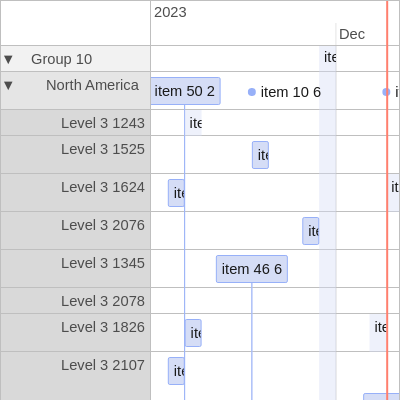 2023
Dec
▼ Group 10 ite
▼ North America item 50 2 item 10 6 i
Level 3 1243 ite
Level 3 1525 ite
Level 3 1624 ite it
Level 3 2076 ite
Level 3 1345 item 46 6
Level 3 2078
Level 3 1826 ite ite
Level 3 2107 ite